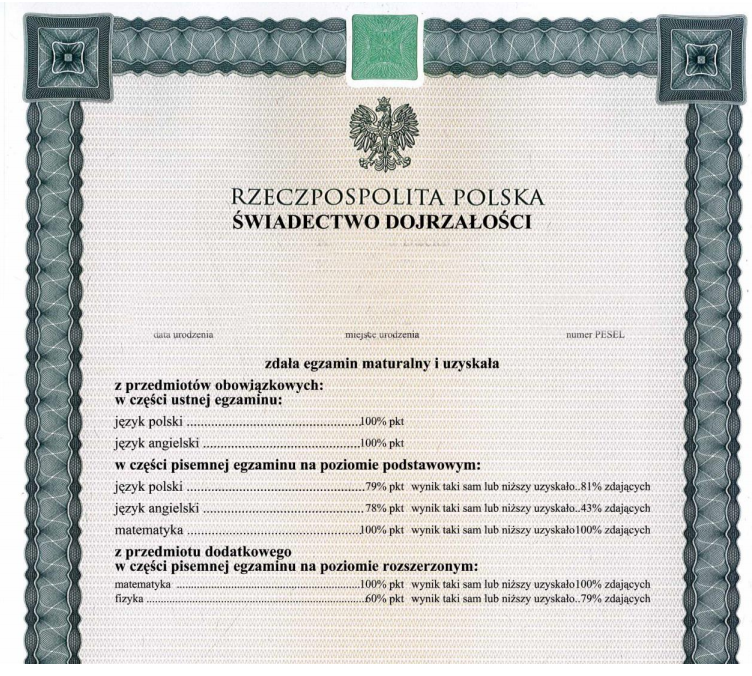 RZECZPOSPOLITA POLSKA
ŚWIADECTWO DOJRZAŁOŚCI
data urodzenia miejsce urodzenia numer PESEL
zdała egzamin maturalny i uzyskała
z przedmiotów obowiązkowych:
w części ustnej egzaminu:
język polski ..........................................100% pkt
język angielski ......................................100% pkt
w części pisemnej egzaminu na poziomie podstawowym:
język polski ...........................................79% pkt wynik taki sam lub niższy uzyskało..81% zdających
język angielski .......................................78% pkt wynik taki sam lub niższy uzyskało..43% zdających
matematyka ..........................................100% pkt wynik taki sam lub niższy uzyskało100% zdających
z przedmiotu dodatkowego
w części pisemnej egzaminu na poziomie rozszerzonym:
matematyka ..........................................100% pkt wynik taki sam lub niższy uzyskało100% zdających
fizyka .....................................................60% pkt wynik taki sam lub niższy uzyskało..79% zdających